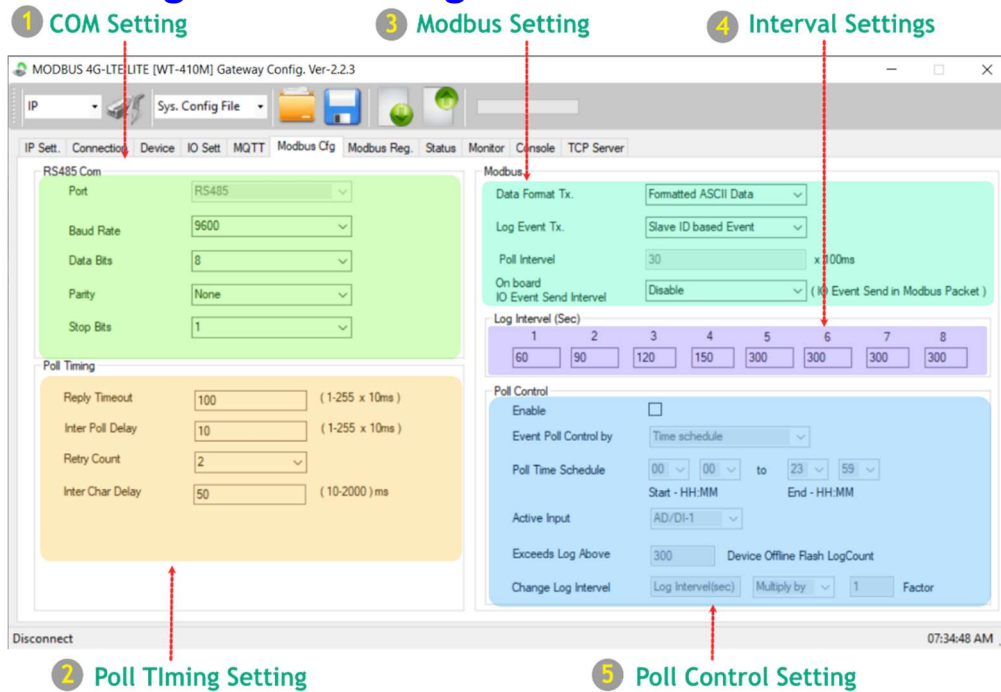 1 COM Setting
3 Modbus Setting
4 Interval Settings
MODBUS 4G-LTE LITE [WT-410M] Gateway Config. Ver-2.2.3
IP Sys. Config File
IP Sett. Connection Device IO Sett MQTT Modbus Cfg Modbus Reg. Status Monitor Console TCP Server
RS485 Com
Port RS485
Baud Rate 9600
Data Bits 8
Parity None
Stop Bits 1
Poll Timing
Reply Timeout 100 (1-255 x 10ms)
Inter Poll Delay 10 (1-255 x 10ms)
Retry Count 2
Inter Char Delay 50 (10-2000) ms
Modbus
Data Format Tx. Formatted ASCII Data
Log Event Tx. Slave ID based Event
Poll Interval 30 x 100ms
On board
IO Event Send Intervel Disable ( IO Event Send in Modbus Packet )
Log Intervel (Sec)
1 2 3 4 5 6 7 8
60 90 120 150 300 300 300 300
Poll Control
Enable
Event Poll Control by Time schedule
Poll Time Schedule 00 00 to 23 59
Start - HH:MM End - HH:MM
Active Input AD/DI-1
Exceeds Log Above 300 Device Offline Flash LogCount
Change Log Intervel Log Intervel(sec) Multiply by 1 Factor
Disconnect 07:34:48 AM
2 Poll TIming Setting
5 Poll Control Setting